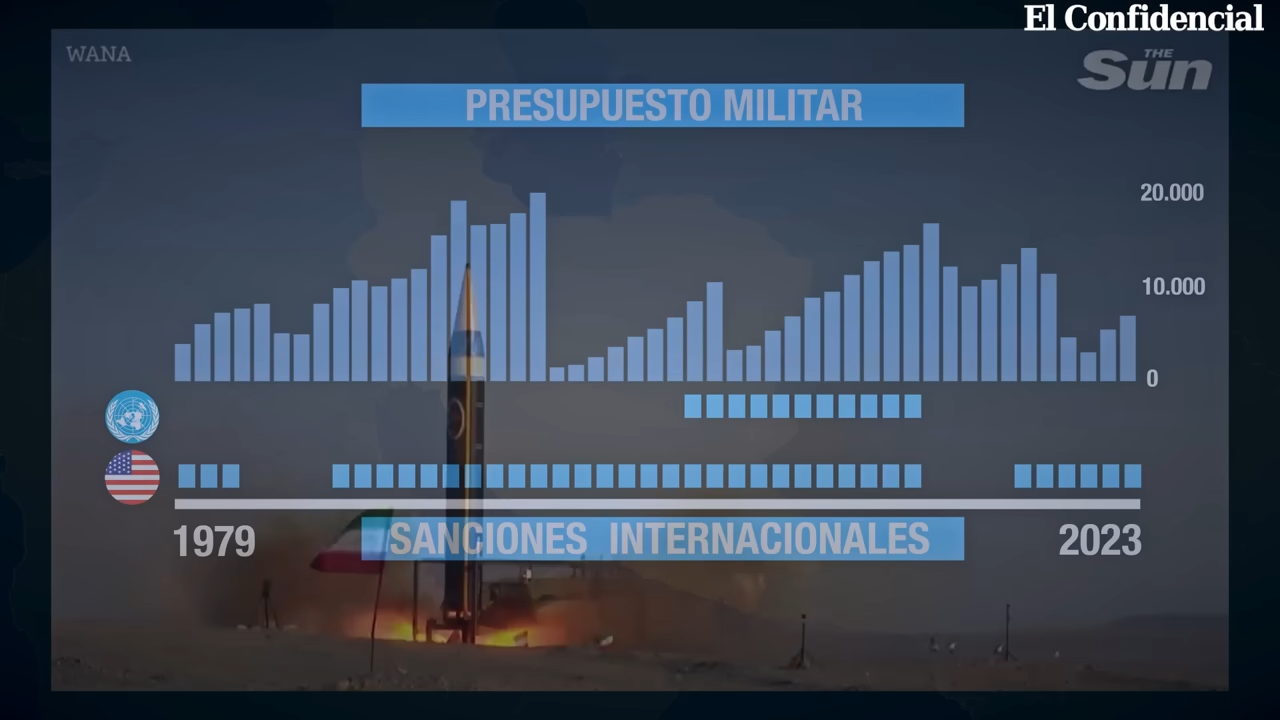 El Confidencial
WANA
THE
Sun
PRESUPUESTO MILITAR
20.000
10.000
0
1979
2023
SANCIONES INTERNACIONALES